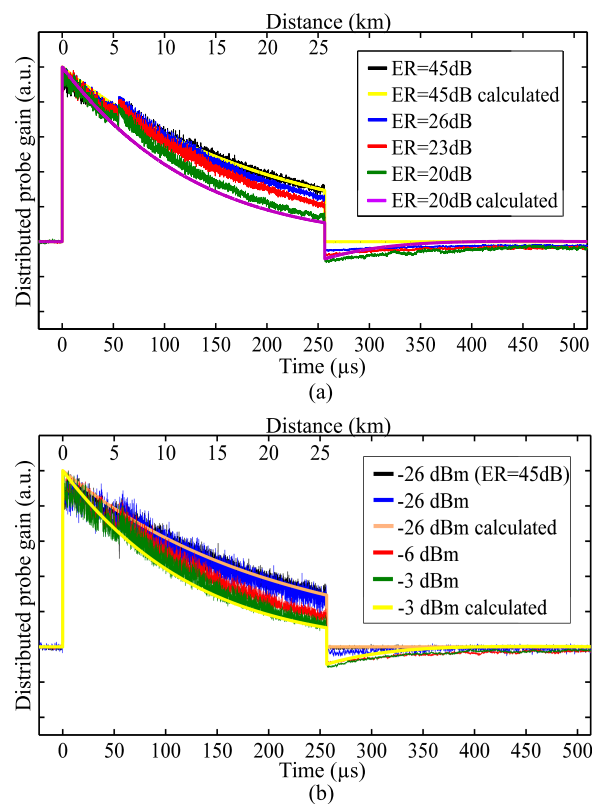 Distance (km)
0 5 10 15 20 25
Distributed probe gain (a.u.)
ER=45dB
ER=45dB calculated
ER=26dB
ER=23dB
ER=20dB
ER=20dB calculated
0 50 100 150 200 250 300 350 400 450 500
Time (μs)
(a)
Distance (km)
0 5 10 15 20 25
Distributed probe gain (a.u.)
-26 dBm (ER=45dB)
-26 dBm
-26 dBm calculated
-6 dBm
-3 dBm
-3 dBm calculated
0 50 100 150 200 250 300 350 400 450 500
Time (μs)
(b)